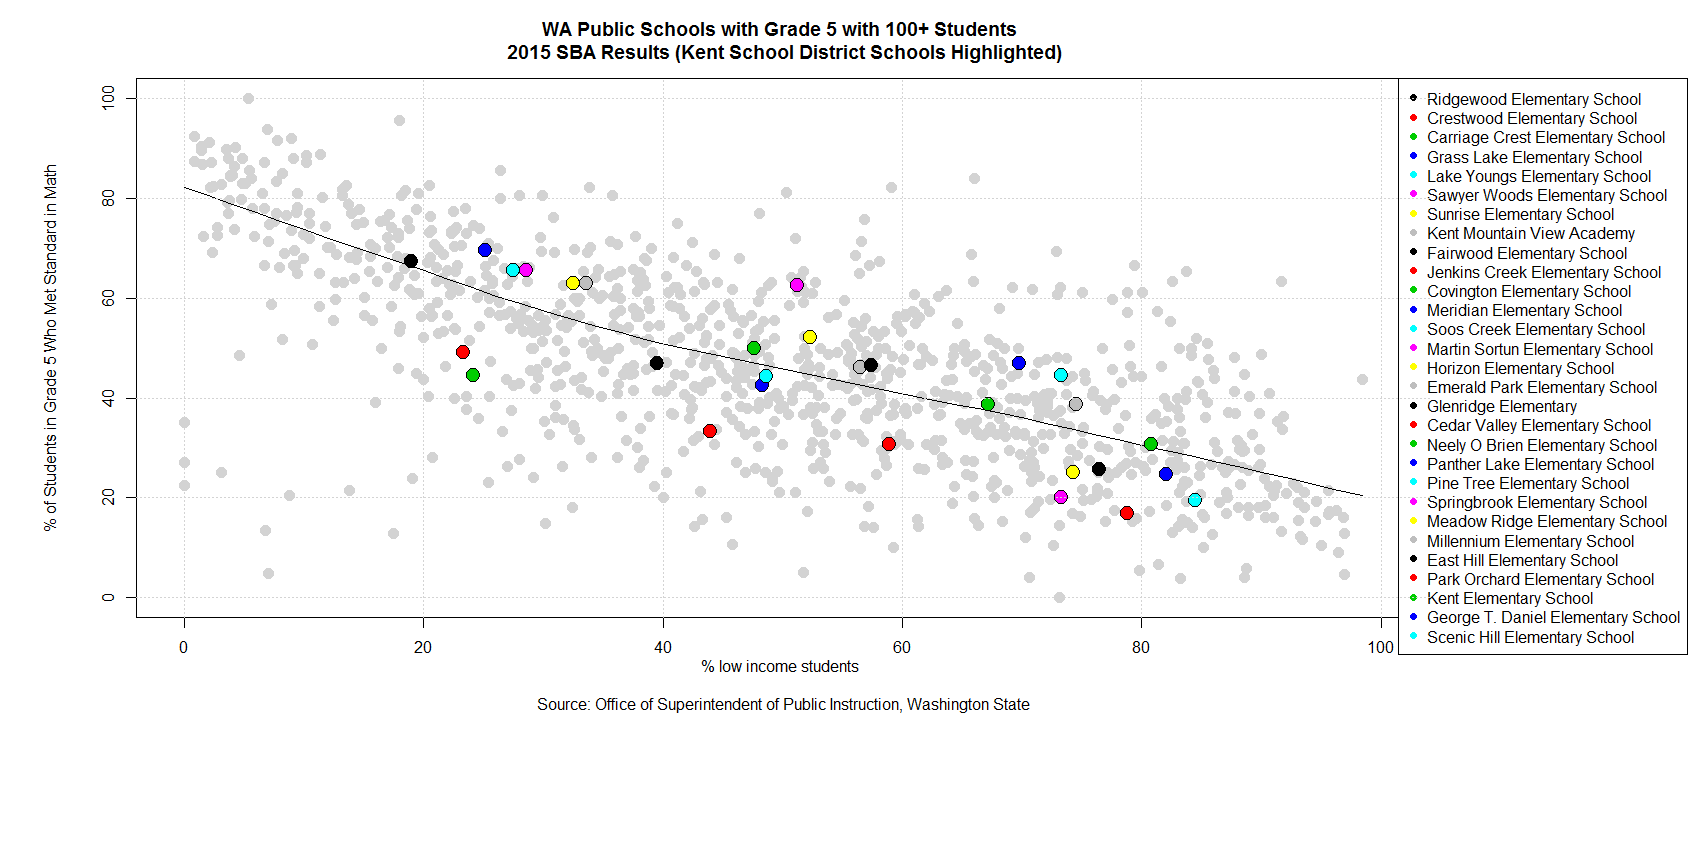 WA Public Schools with Grade 5 with 100+ Students
2015 SBA Results (Kent School District Schools Highlighted)
% of Students in Grade 5 Who Met Standard in Math
100
80
60
40
20
0
0 20 40 60 80 100
% low income students
Source: Office of Superintendent of Public Instruction, Washington State
Ridgewood Elementary School
Crestwood Elementary School
Carriage Crest Elementary School
Grass Lake Elementary School
Lake Youngs Elementary School
Sawyer Woods Elementary School
Sunrise Elementary School
Kent Mountain View Academy
Fairwood Elementary School
Jenkins Creek Elementary School
Covington Elementary School
Meridian Elementary School
Soos Creek Elementary School
Martin Sortun Elementary School
Horizon Elementary School
Emerald Park Elementary School
Glenridge Elementary
Cedar Valley Elementary School
Neely O Brien Elementary School
Panther Lake Elementary School
Pine Tree Elementary School
Springbrook Elementary School
Meadow Ridge Elementary School
Millennium Elementary School
East Hill Elementary School
Park Orchard Elementary School
Kent Elementary School
George T. Daniel Elementary School
Scenic Hill Elementary School